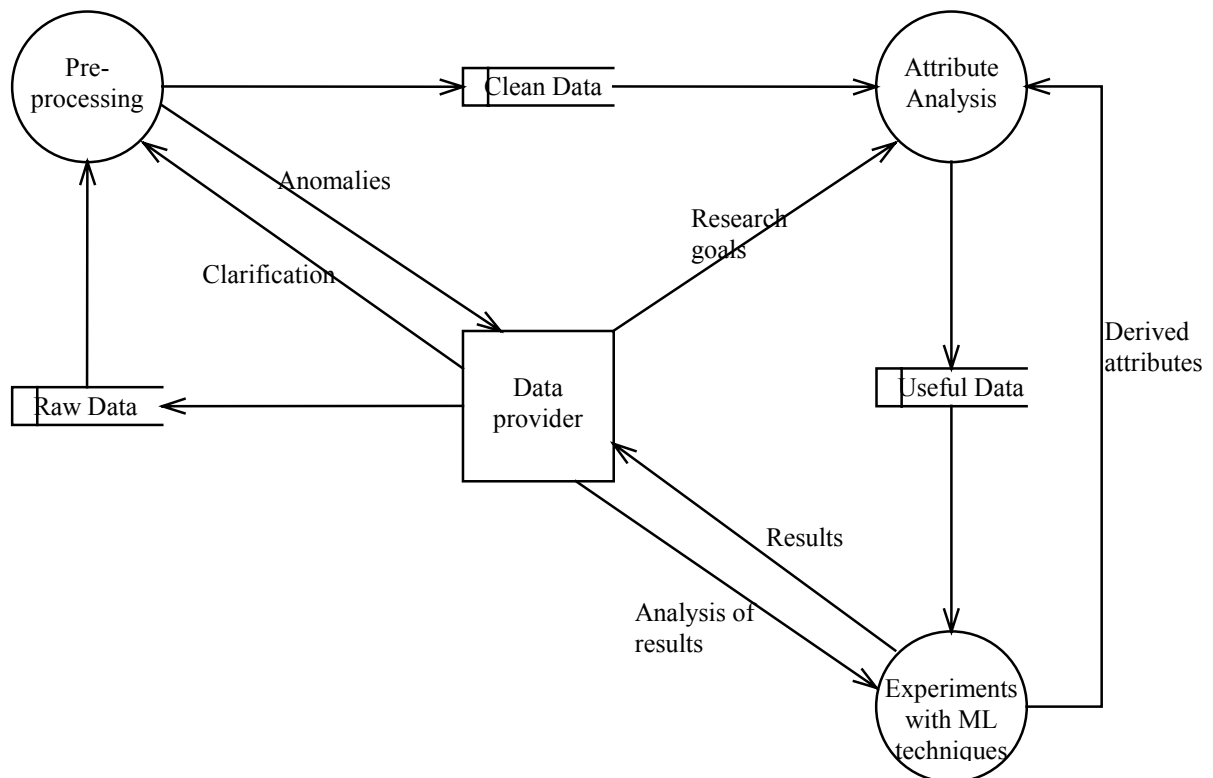 Pre-
processing
Clean Data
Attribute
Analysis
Anomalies
Research
goals
Clarification
Derived
attributes
Raw Data
Data
provider
Useful Data
Results
Analysis of
results
Experiments
with ML
techniques